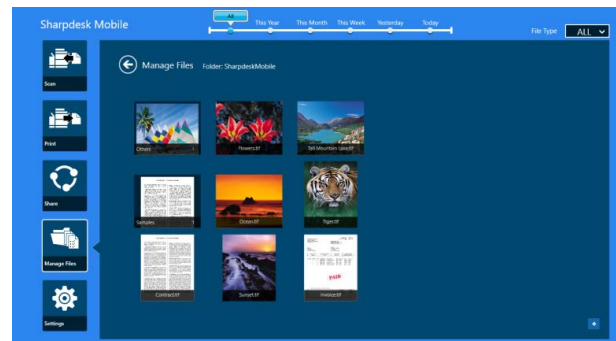 Sharpdesk Mobile
All
This Year
This Month
This Week
Yesterday
Today
File Type
ALL
Scan
Print
Share
Manage Files
Settings
Manage Files
Folder: SharpdeskMobile
Others
Flowers.tif
Tall Mountain Lake.tif
Samples
Ocean.tif
Tiger.tif
Contract.tif
Sunset.tif
Invoice.tif
PAID